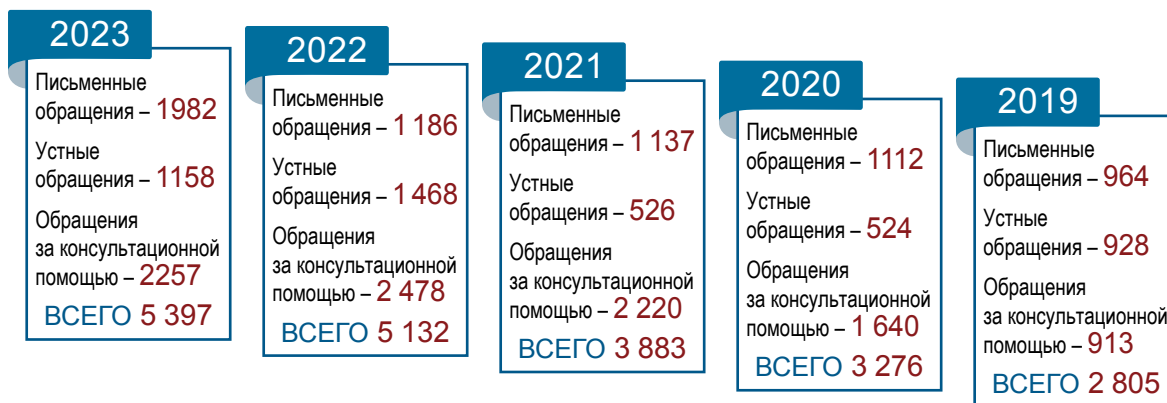 2023
Письменные
обращения – 1982
Устные
обращения – 1158
Обращения
за консультационной
помощью – 2257
ВСЕГО 5 397
2022
Письменные
обращения – 1 186
Устные
обращения – 1 468
Обращения
за консультационной
помощью – 2 478
ВСЕГО 5 132
2021
Письменные
обращения – 1 137
Устные
обращения – 526
Обращения
за консультационной
помощью – 2 220
ВСЕГО 3 883
2020
Письменные
обращения – 1112
Устные
обращения – 524
Обращения
за консультационной
помощью – 1 640
ВСЕГО 3 276
2019
Письменные
обращения – 964
Устные
обращения – 928
Обращения
за консультационной
помощью – 913
ВСЕГО 2 805